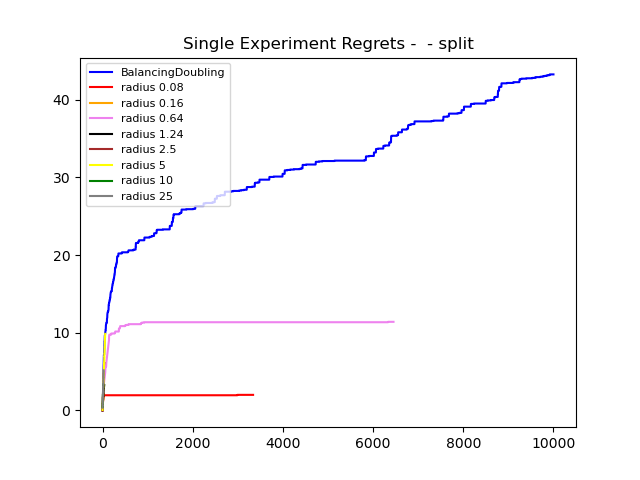 Single Experiment Regrets -  - split
BalancingDoubling
radius 0.08
radius 0.16
radius 0.64
radius 1.24
radius 2.5
radius 5
radius 10
radius 25
40
30
20
10
0
0 2000 4000 6000 8000 10000